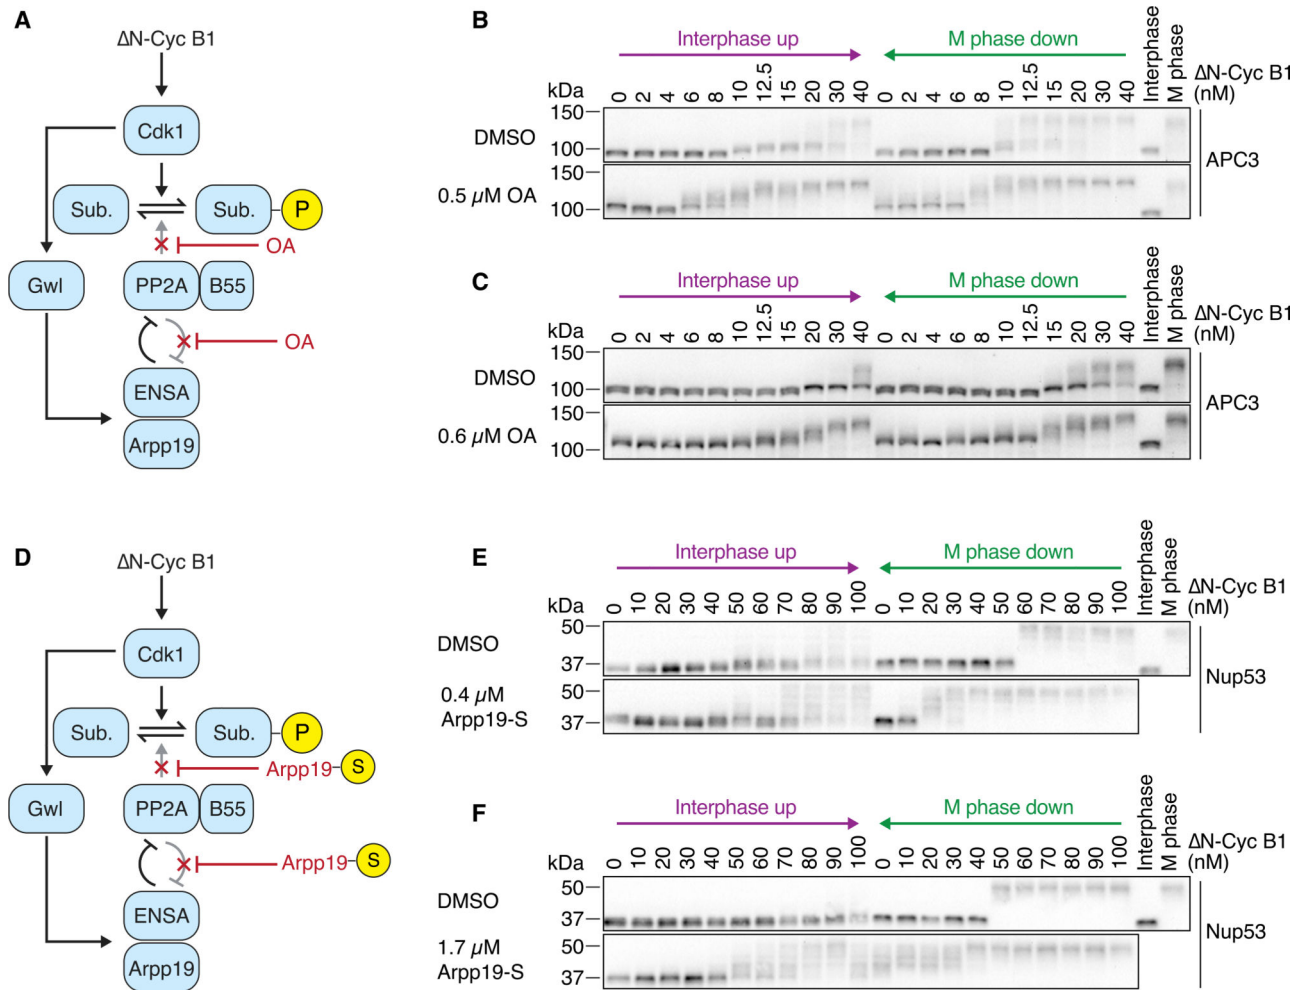 A
ΔN-Cyc B1
Cdk1
Sub. Sub. P
OA
Gwl PP2A B55
OA
ENSA
Arpp19
B
Interphase up M phase down
kDa 0 2 4 6 8 10 12.5 15 20 30 40 0 2 4 6 8 10 12.5 15 20 30 40 Interphase M phase ΔN-Cyc B1 (nM)
150
DMSO
100
150
0.5 µM OA
100
APC3
C
Interphase up M phase down
kDa 0 2 4 6 8 10 12.5 15 20 30 40 0 2 4 6 8 10 12.5 15 20 30 40 Interphase M phase ΔN-Cyc B1 (nM)
150
DMSO
100
150
0.6 µM OA
100
APC3
D
ΔN-Cyc B1
Cdk1
Sub. Sub. P
Arpp19 S
Gwl PP2A B55
Arpp19 S
ENSA
Arpp19
E
Interphase up M phase down
kDa 0 10 20 30 40 50 60 70 80 90 100 0 10 20 30 40 50 60 70 80 90 100 Interphase M phase ΔN-Cyc B1 (nM)
50
DMSO
37
0.4 µM
50
Arpp19-S
37
Nup53
F
Interphase up M phase down
kDa 0 10 20 30 40 50 60 70 80 90 100 0 10 20 30 40 50 60 70 80 90 100 Interphase M phase ΔN-Cyc B1 (nM)
50
DMSO
37
1.7 µM
50
Arpp19-S
37
Nup53